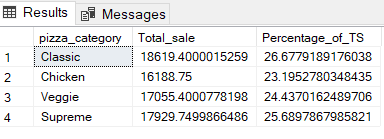 Results Messages
pizza_category Total_sale Percentage_of_TS
1 Classic 18619.4000015259 26.6779189176038
2 Chicken 16188.75 23.1952780348435
3 Veggie 17055.4000778198 24.4370162489706
4 Supreme 17929.7499866486 25.6897867985821